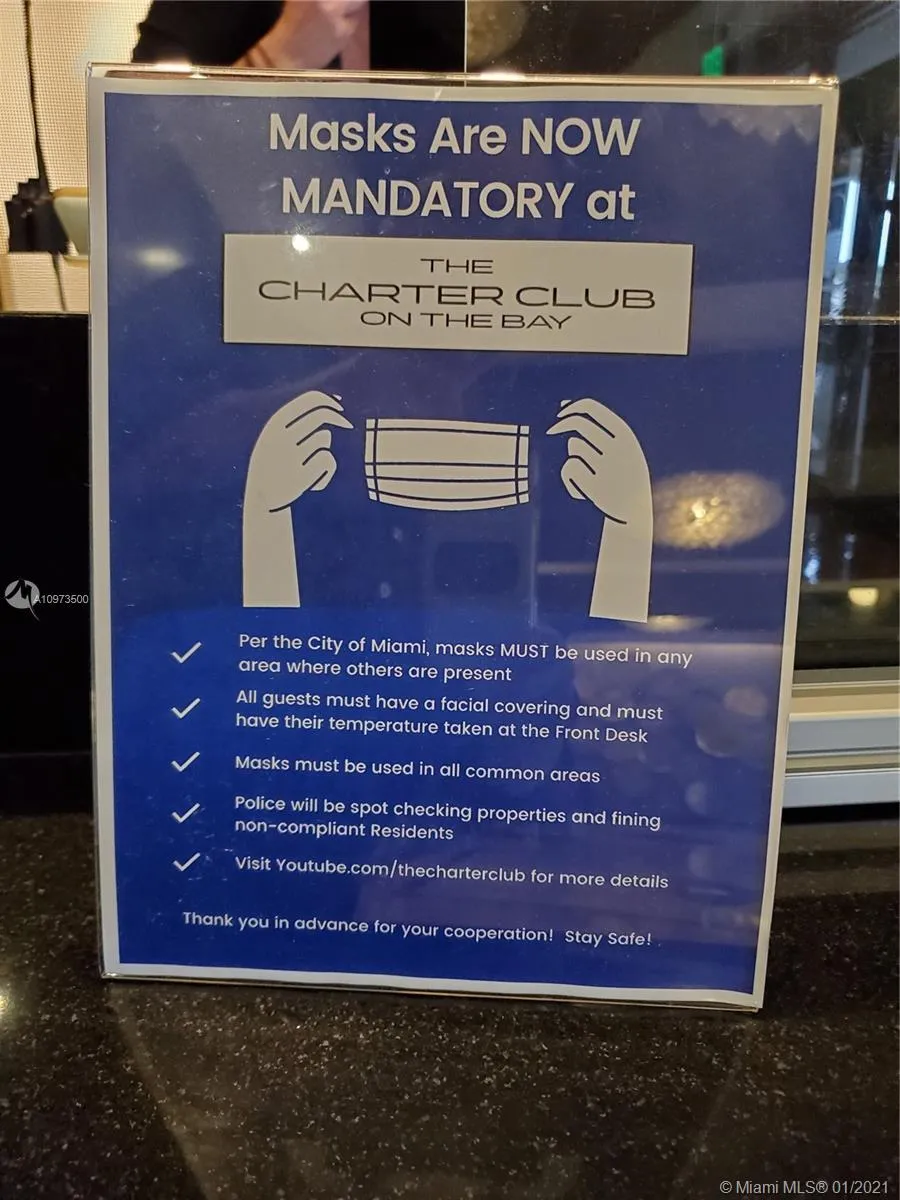 Masks Are NOW
MANDATORY at
THE
CHARTER CLUB
ON THE BAY
A10973500
Per the City of Miami, masks MUST be used in any
area where others are present
All guests must have a facial covering and must
have their temperature taken at the Front Desk
Masks must be used in all common areas
Police will be spot checking properties and fining
non-compliant Residents
Visit Youtube.com/thecharterclub for more details
Thank you in advance for your cooperation! Stay Safe!
© Miami MLS® 01/2021